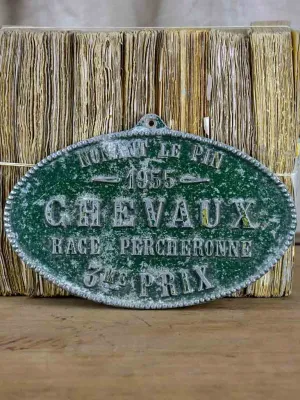 NONANT LE PIN
1955
CHEVAUX
RACE PERCHERONNE
3ME PRIX